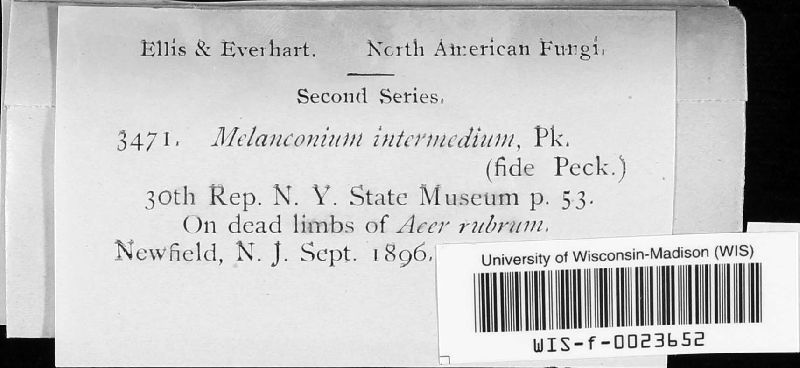 Ellis & Everhart. North American Fungi.
Second Series.
3471. Melanconium intermedium, Pk.
(fide Peck.)
30th Rep. N. Y. State Museum p. 53.
On dead limbs of Acer rubrum.
Newfield, N. J. Sept. 1896.
University of Wisconsin-Madison (WIS)
WIS-f-0023652